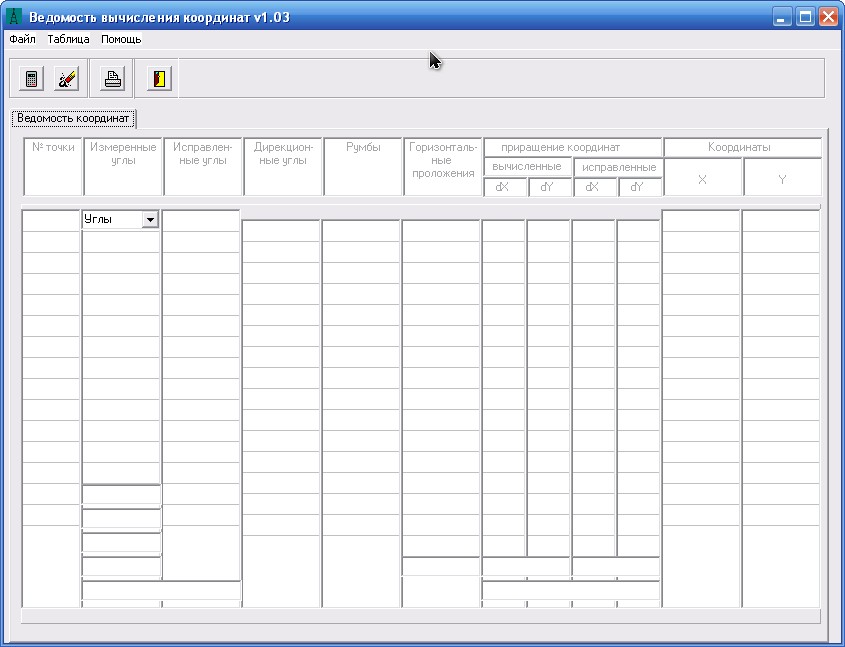 Ведомость вычисления координат v1.03
Файл Таблица Помощь
Ведомость координат
№ точки
Измеренные
углы
Исправлен-
ные углы
Дирекцион-
ные углы
Румбы
Горизонталь-
ные
проложения
приращение координат
вычисленные
исправленные
dX
dY
dX
dY
Координаты
X
Y
Углы